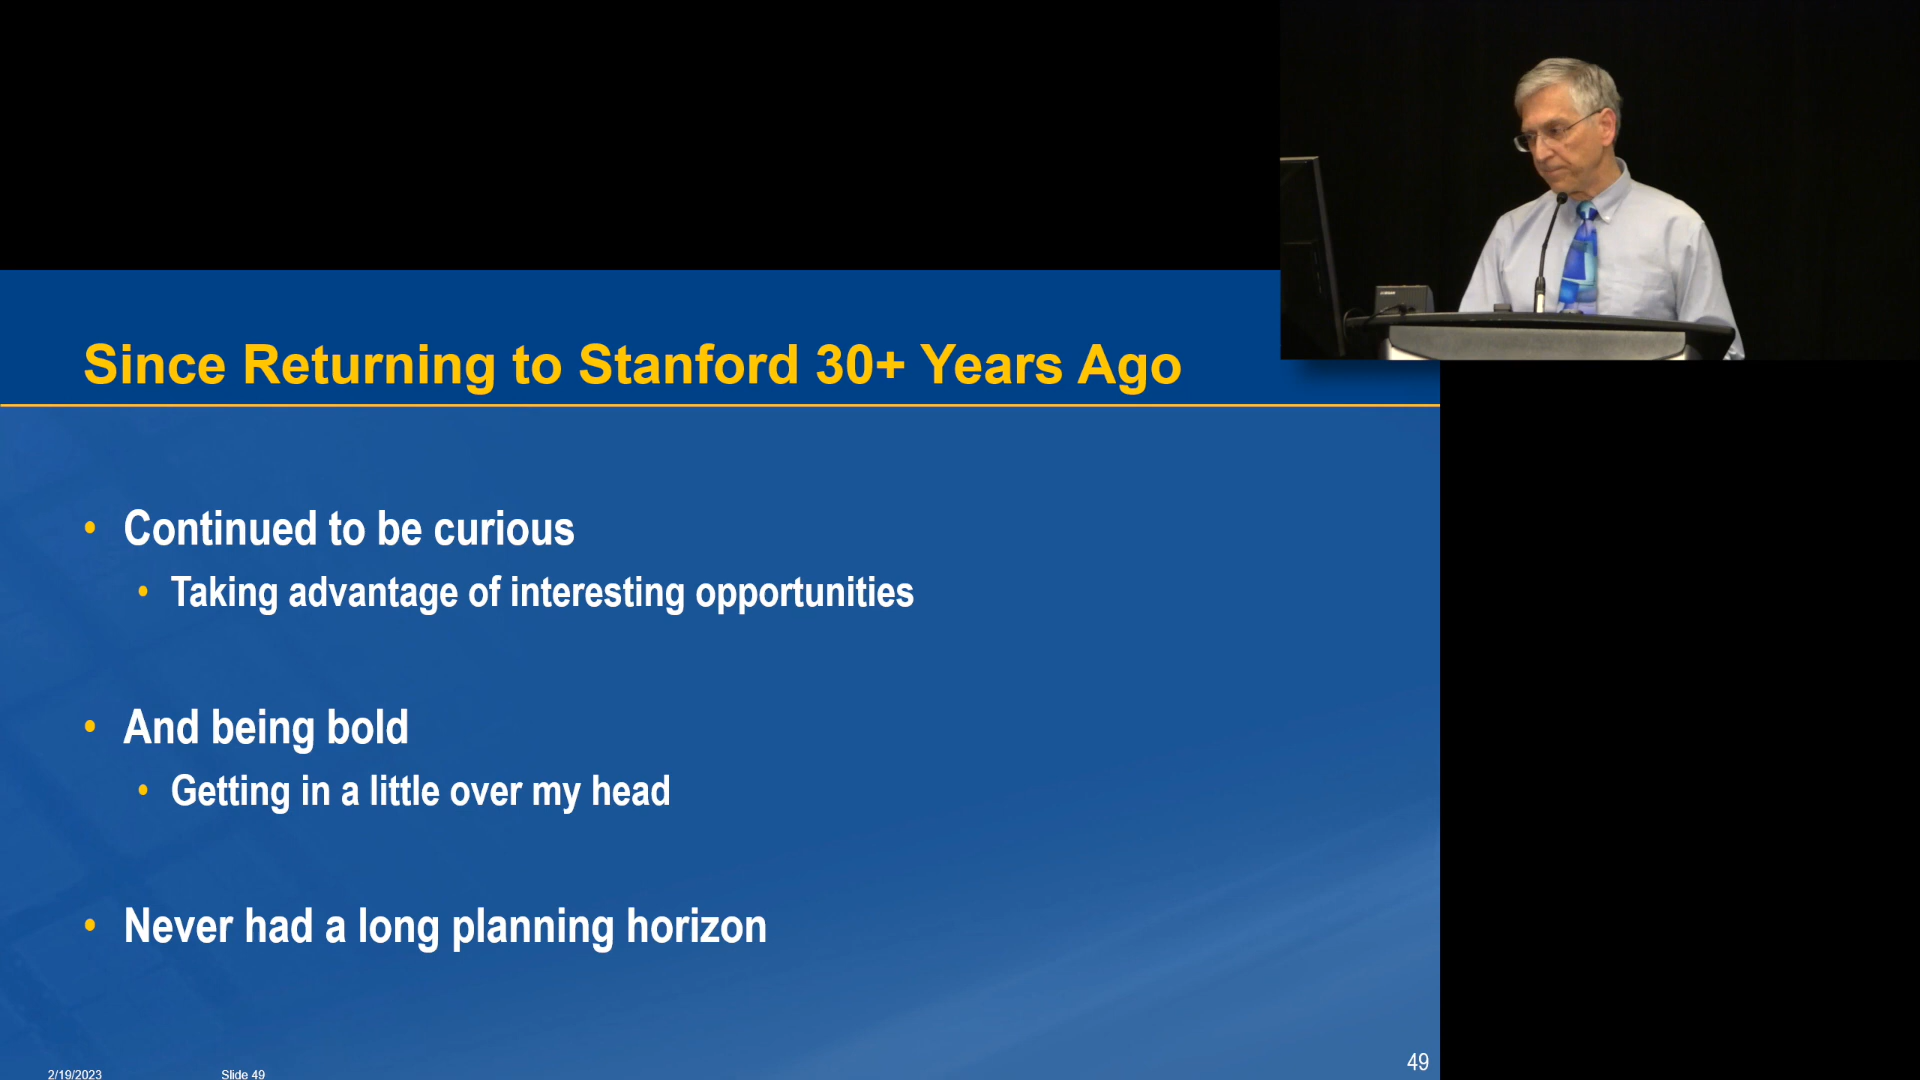 Since Returning to Stanford 30+ Years Ago
• Continued to be curious
• Taking advantage of interesting opportunities
• And being bold
• Getting in a little over my head
• Never had a long planning horizon
49
2/19/2023
Slide 49